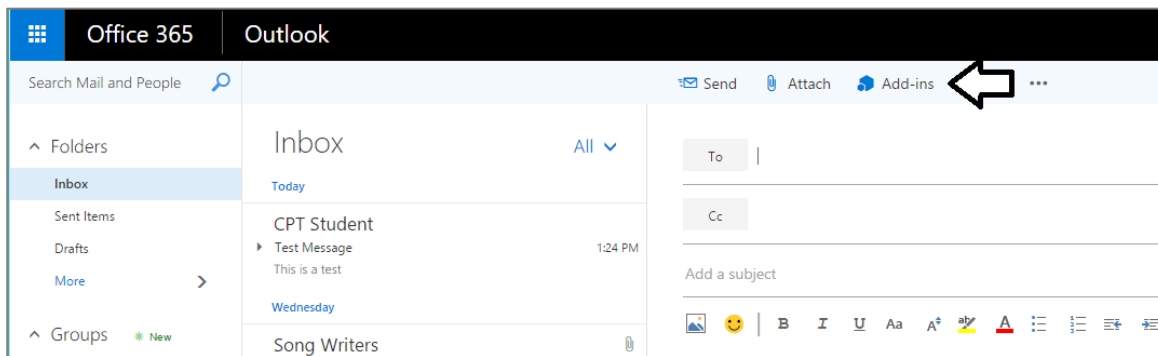 Office 365 Outlook
Search Mail and People
Send Attach Add-ins ...
Folders
Inbox
Sent Items
Drafts
More
Groups New
Inbox All
Today
CPT Student
Test Message 1:24 PM
This is a test
Wednesday
Song Writers
To
Cc
Add a subject
B I U Aa A aby A